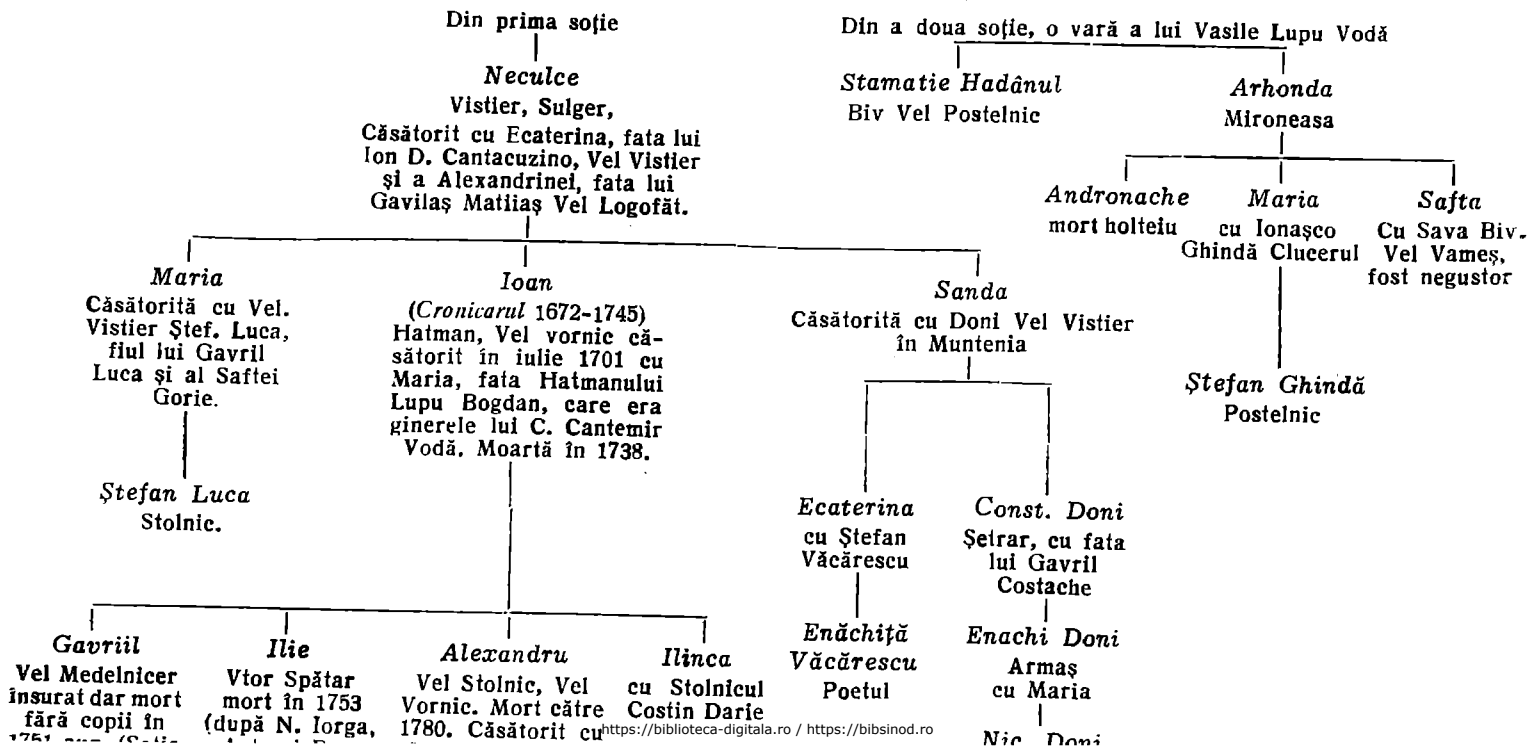 Din prima soție
Neculce
Vistier, Sulger,
Căsătorit cu Ecaterina, fata lui
Ion D. Cantacuzino, Vel Vistier
și a Alexandrinei, fata lui
Gavilaș Matiiaș Vel Logofăt.
Din a doua soție, o vară a lui Vasile Lupu Vodă
Stamatie Hadânul
Biv Vel Postelnic
Arhonda
Mironeasa
Andronache
mort holteiu
Maria
cu Ionașco
Ghindă Clucerul
Safta
Cu Sava Biv.
Vel Vameș,
fost negustor
Ștefan Ghindă
Postelnic
Maria
Căsătorită cu Vel.
Vistier Ștef. Luca,
fiul lui Gavril
Luca și al Saftei
Gorie.
Ștefan Luca
Stolnic.
Ioan
(Cronicarul 1672-1745)
Hatman, Vel vornic că-
sătorit în iulie 1701 cu
Maria, fata Hatmanului
Lupu Bogdan, care era
ginerele lui C. Cantemir
Vodă. Moartă în 1738.
Sanda
Căsătorită cu Doni Vel Vistier
în Muntenia
Ecaterina
cu Ștefan
Văcărescu
Enăchiță
Văcărescu
Poetul
Const. Doni
Șetrar, cu fata
lui Gavril
Costache
Enachi Doni
Armaș
cu Maria
Nic. Doni
Gavriil
Vel Medelnicer
însurat dar mort
fără copii în
Ilie
Vtor Spătar
mort în 1753
(după N. Iorga,
Alexandru
Vel Stolnic, Vel
Vornic. Mort către
1780. Căsătorit cu
Ilinca
cu Stolnicul
Costin Darie
https://biblioteca-digitala.ro / https://bibsinod.ro